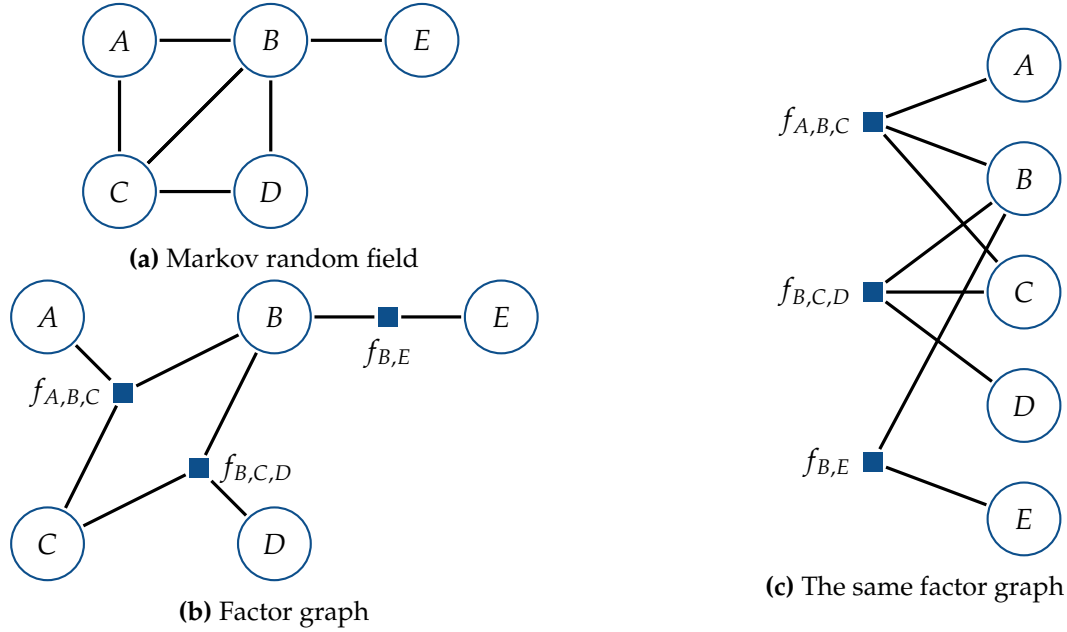 A
B
E
C
D
(a) Markov random field
A
B
E
f_{B,E}
f_{A,B,C}
f_{B,C,D}
C
D
(b) Factor graph
A
f_{A,B,C}
B
f_{B,C,D}
C
D
f_{B,E}
E
(c) The same factor graph